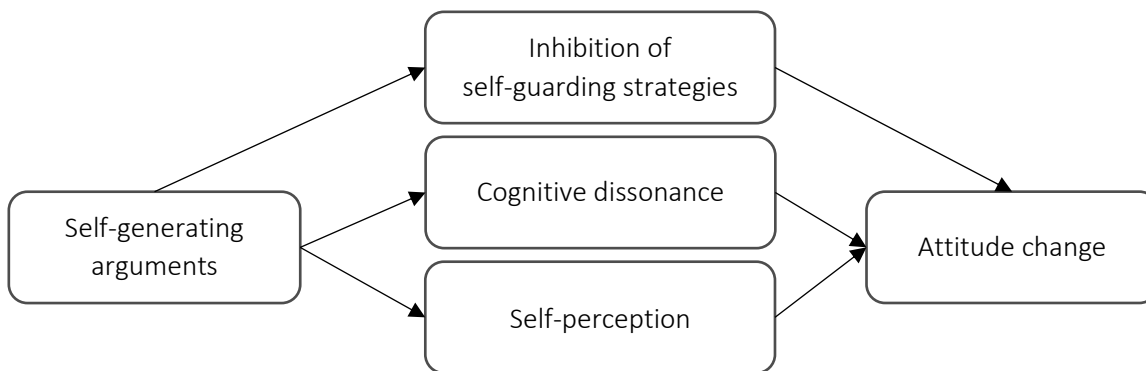 Inhibition of
self-guarding strategies
Self-generating
arguments
Cognitive dissonance
Attitude change
Self-perception